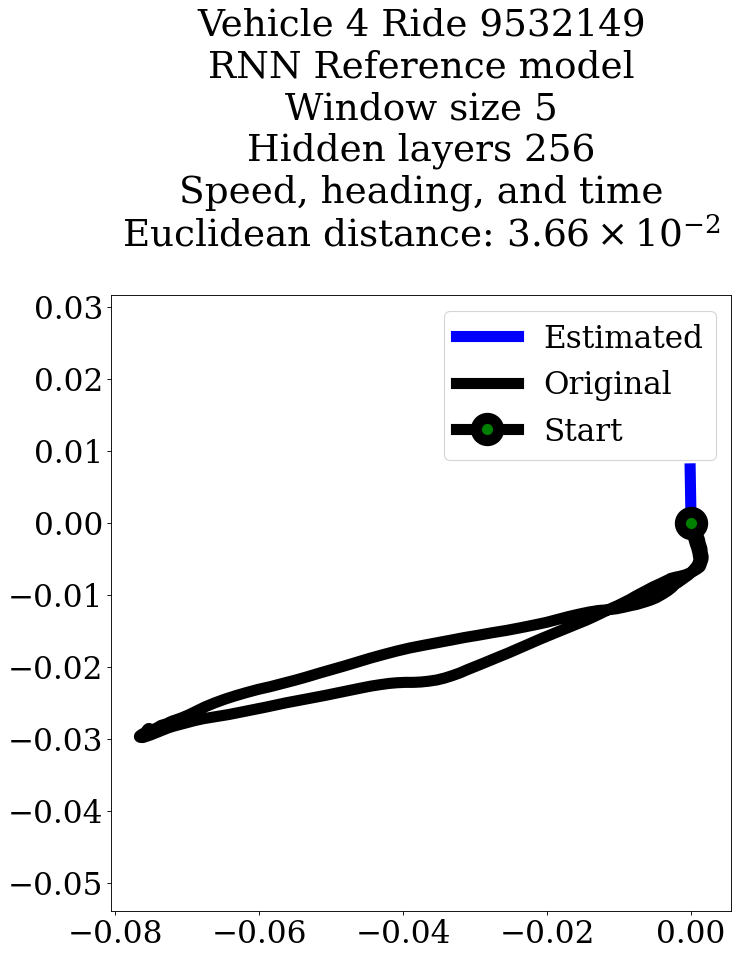 Vehicle 4 Ride 9532149
RNN Reference model
Window size 5
Hidden layers 256
Speed, heading, and time
Euclidean distance: 3.66 × 10⁻²
Estimated
Original
Start
0.03
0.02
0.01
0.00
−0.01
−0.02
−0.03
−0.04
−0.05
−0.08 −0.06 −0.04 −0.02 0.00